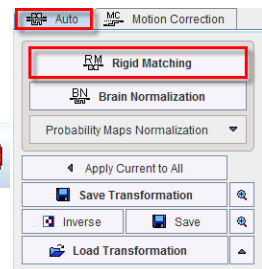 Auto
MC Motion Correction
RM Rigid Matching
BN Brain Normalization
Probability Maps Normalization
Apply Current to All
Save Transformation
Inverse
Save
Load Transformation